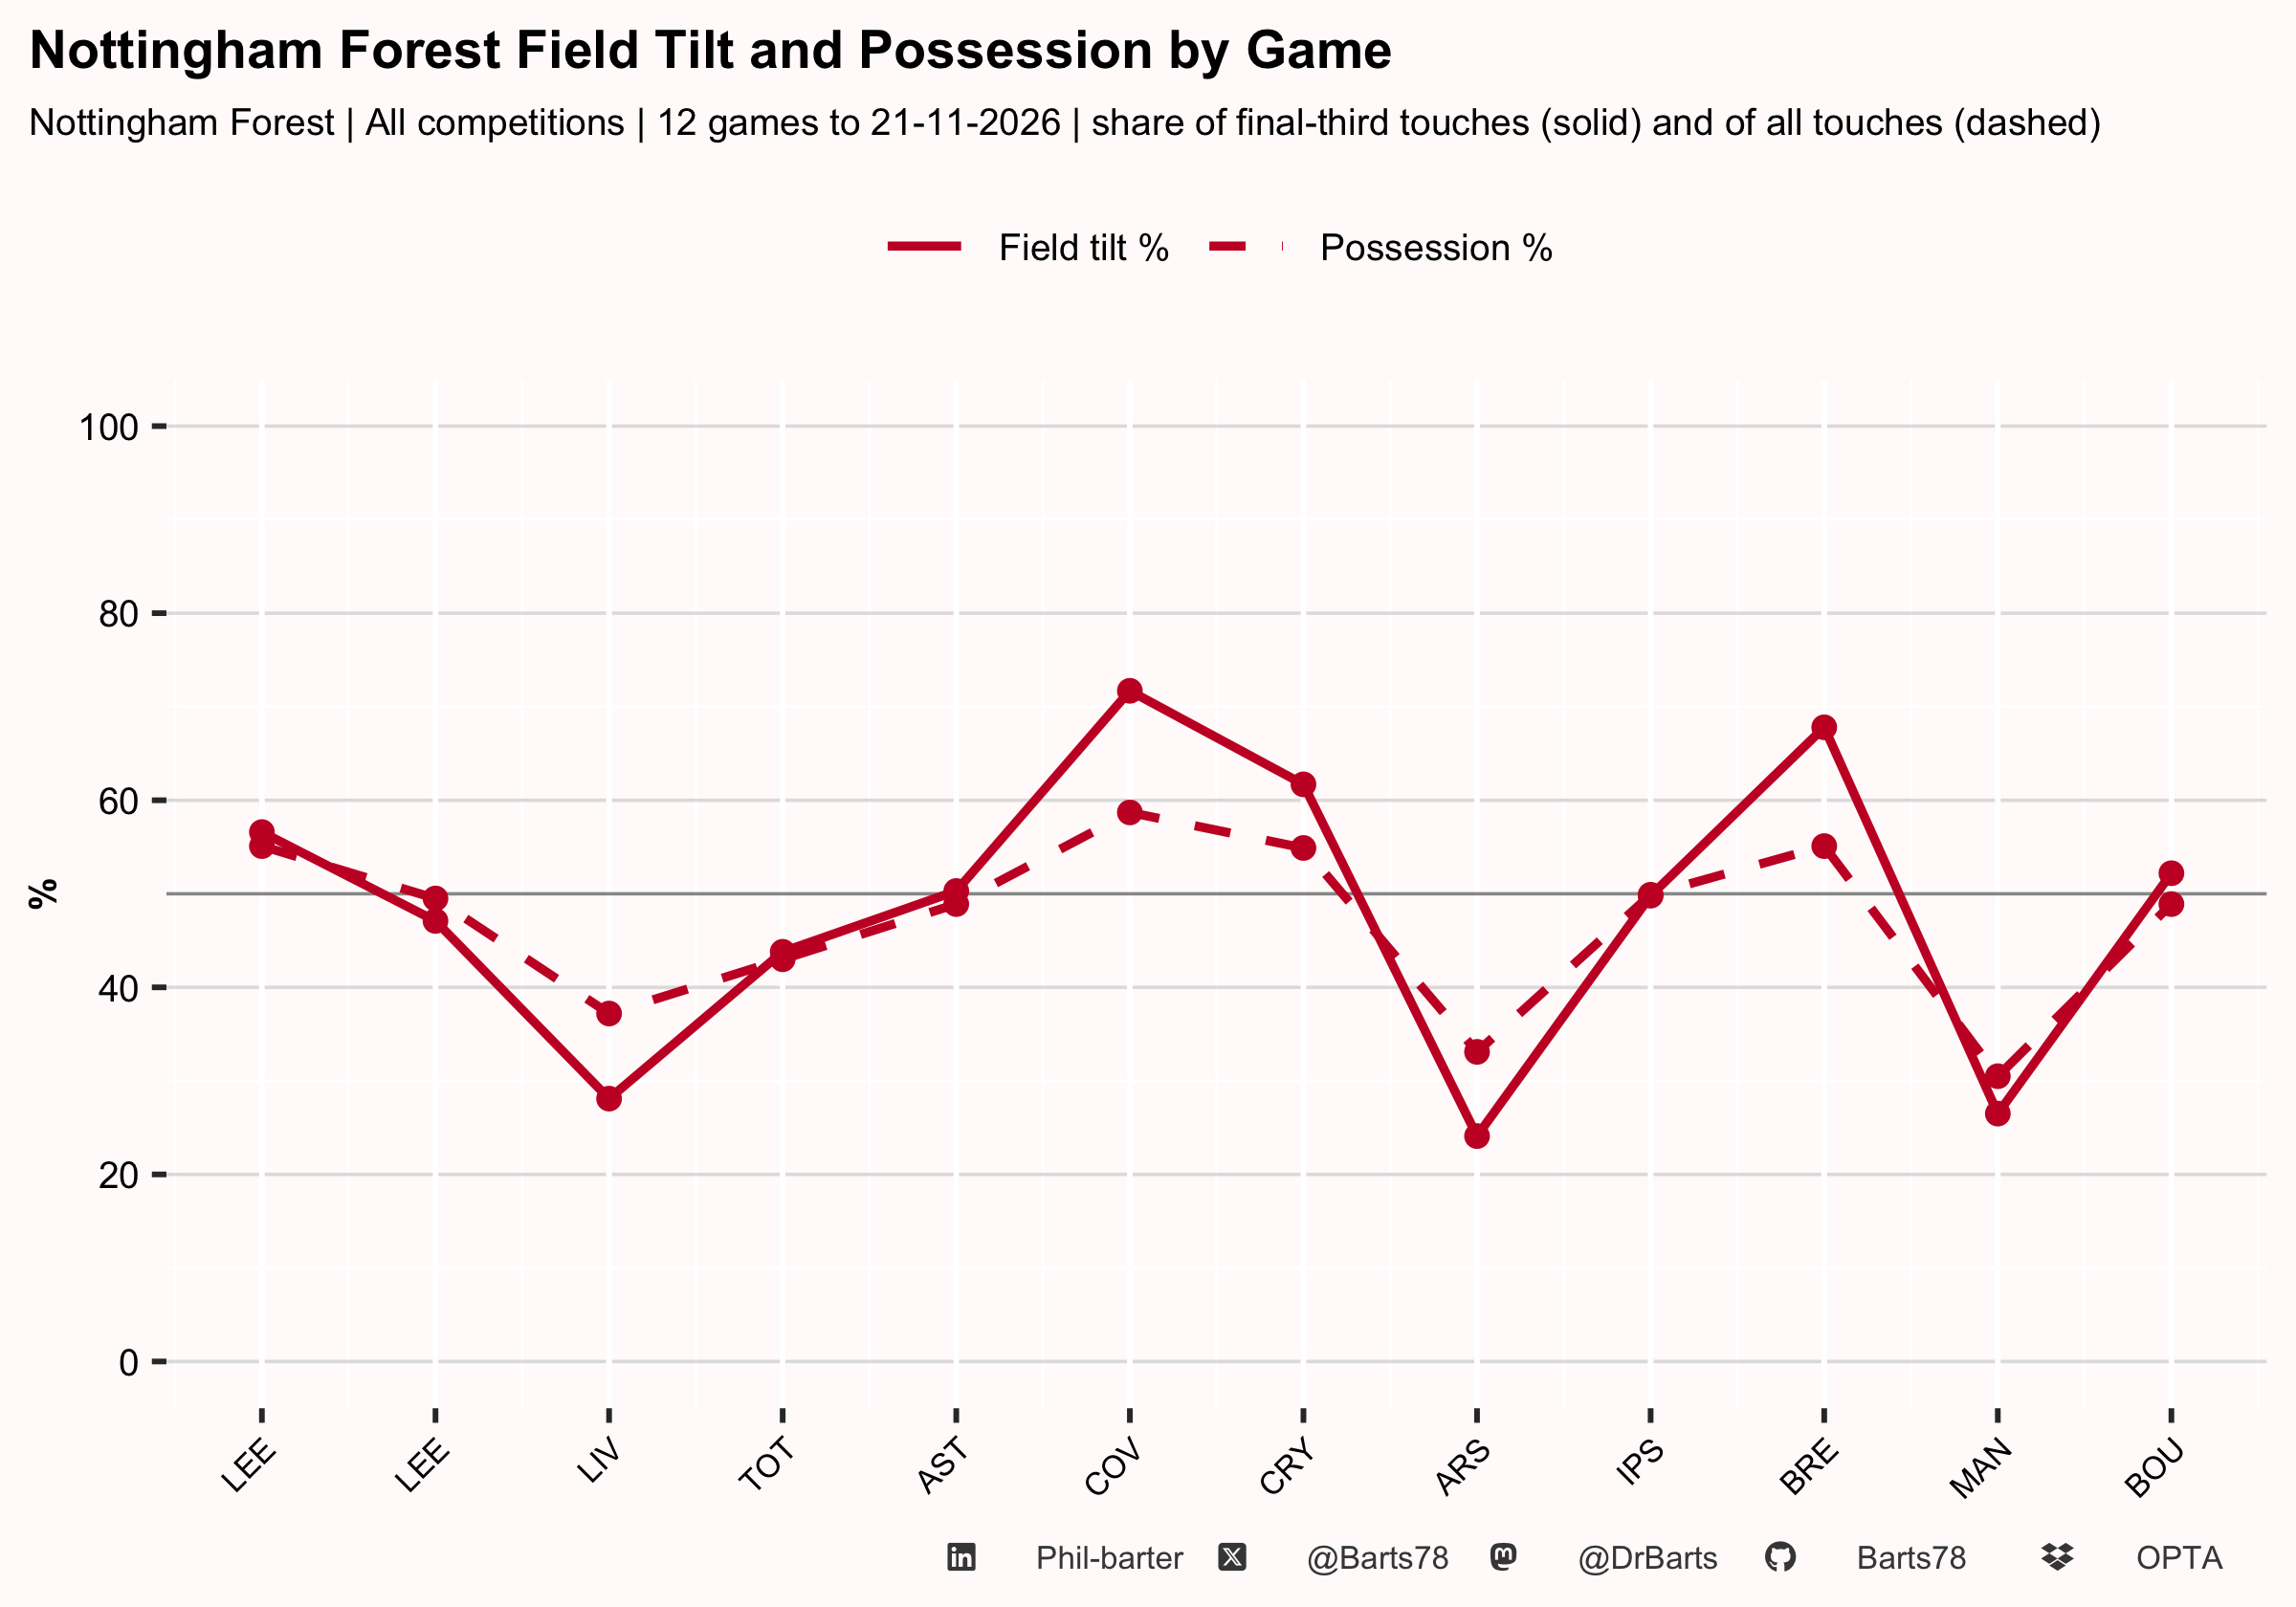 Nottingham Forest Field Tilt and Possession by Game
Nottingham Forest | All competitions | 12 games to 21-11-2026 | share of final-third touches (solid) and of all touches (dashed)
Field tilt % Possession %
100
80
60
40
20
0
%
LEE LEE LIV TOT AST COV CRY ARS IPS BRE MAN BOU
Phil-barter @Barts78 @DrBarts Barts78 OPTA